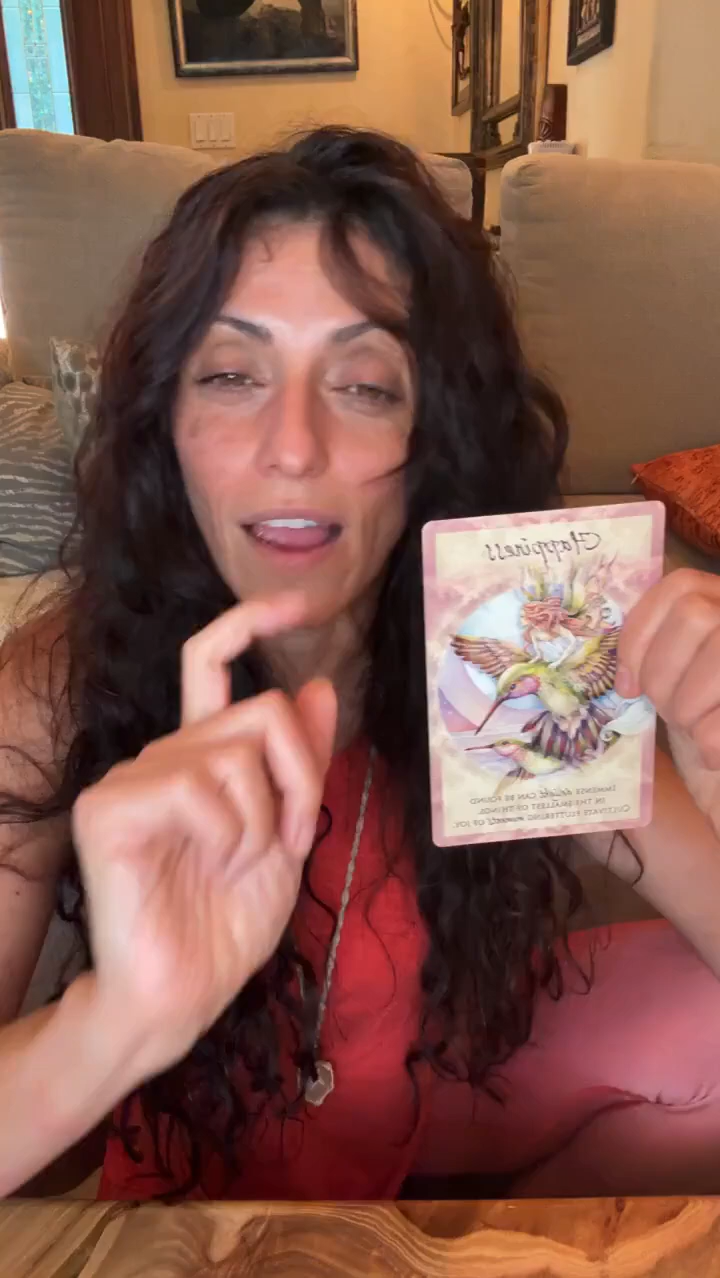 Happiness
IMMENSE delight CAN BE FOUND
IN THE SMALLEST OF THINGS.
CULTIVATE FLUTTERING moments OF JOY.